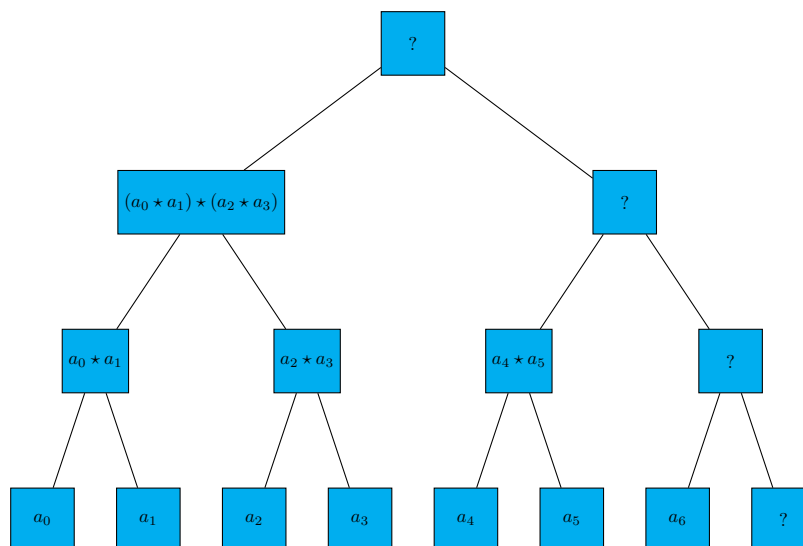 ?
(a₀ ⋆ a₁) ⋆ (a₂ ⋆ a₃)
?
a₀ ⋆ a₁
a₂ ⋆ a₃
a₄ ⋆ a₅
?
a₀
a₁
a₂
a₃
a₄
a₅
a₆
?